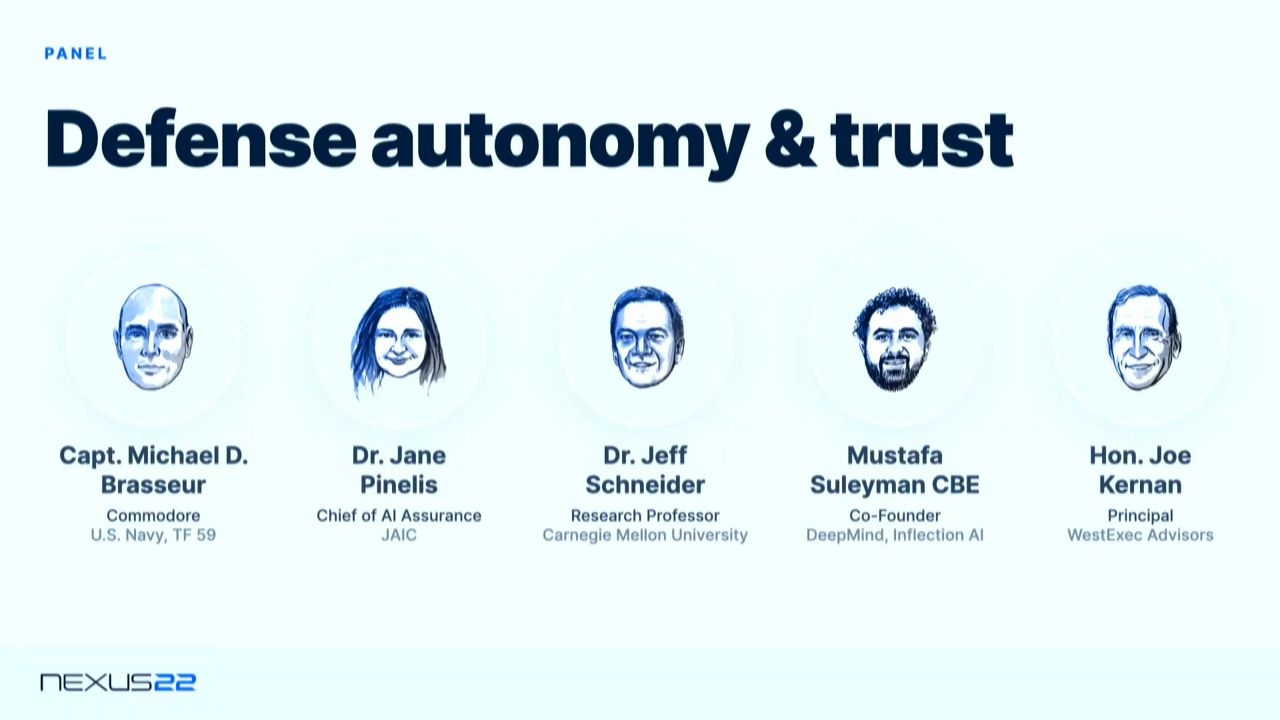 PANEL
Defense autonomy & trust
Capt. Michael D.
Brasseur
Commodore
U.S. Navy, TF 59
Dr. Jane
Pinelis
Chief of AI Assurance
JAIC
Dr. Jeff
Schneider
Research Professor
Carnegie Mellon University
Mustafa
Suleyman CBE
Co-Founder
DeepMind, Inflection AI
Hon. Joe
Kernan
Principal
WestExec Advisors
NEXUS22